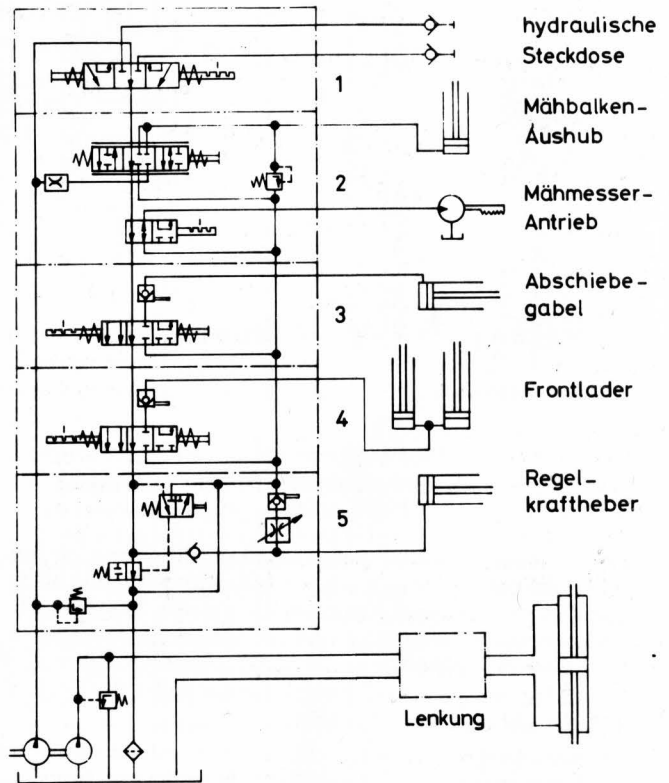 hydraulische
Steckdose
1
Mähbalken-
Aushub
2
Mähmesser-
Antrieb
3
Abschiebe-
gabel
4
Frontlader
5
Regel-
kraftheber
Lenkung